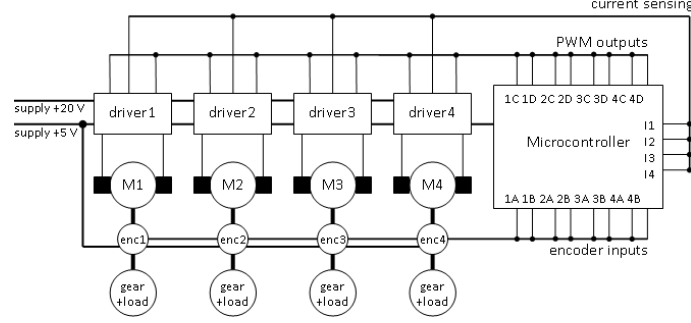 current sensing
PWM outputs
supply +20 V
driver1 driver2 driver3 driver4
1C 1D 2C 2D 3C 3D 4C 4D
supply +5 V
I1
Microcontroller
I2
I3
I4
M1 M2 M3 M4
1A 1B 2A 2B 3A 3B 4A 4B
enc1 enc2 enc3 enc4
encoder inputs
gear gear gear gear
+load +load +load +load